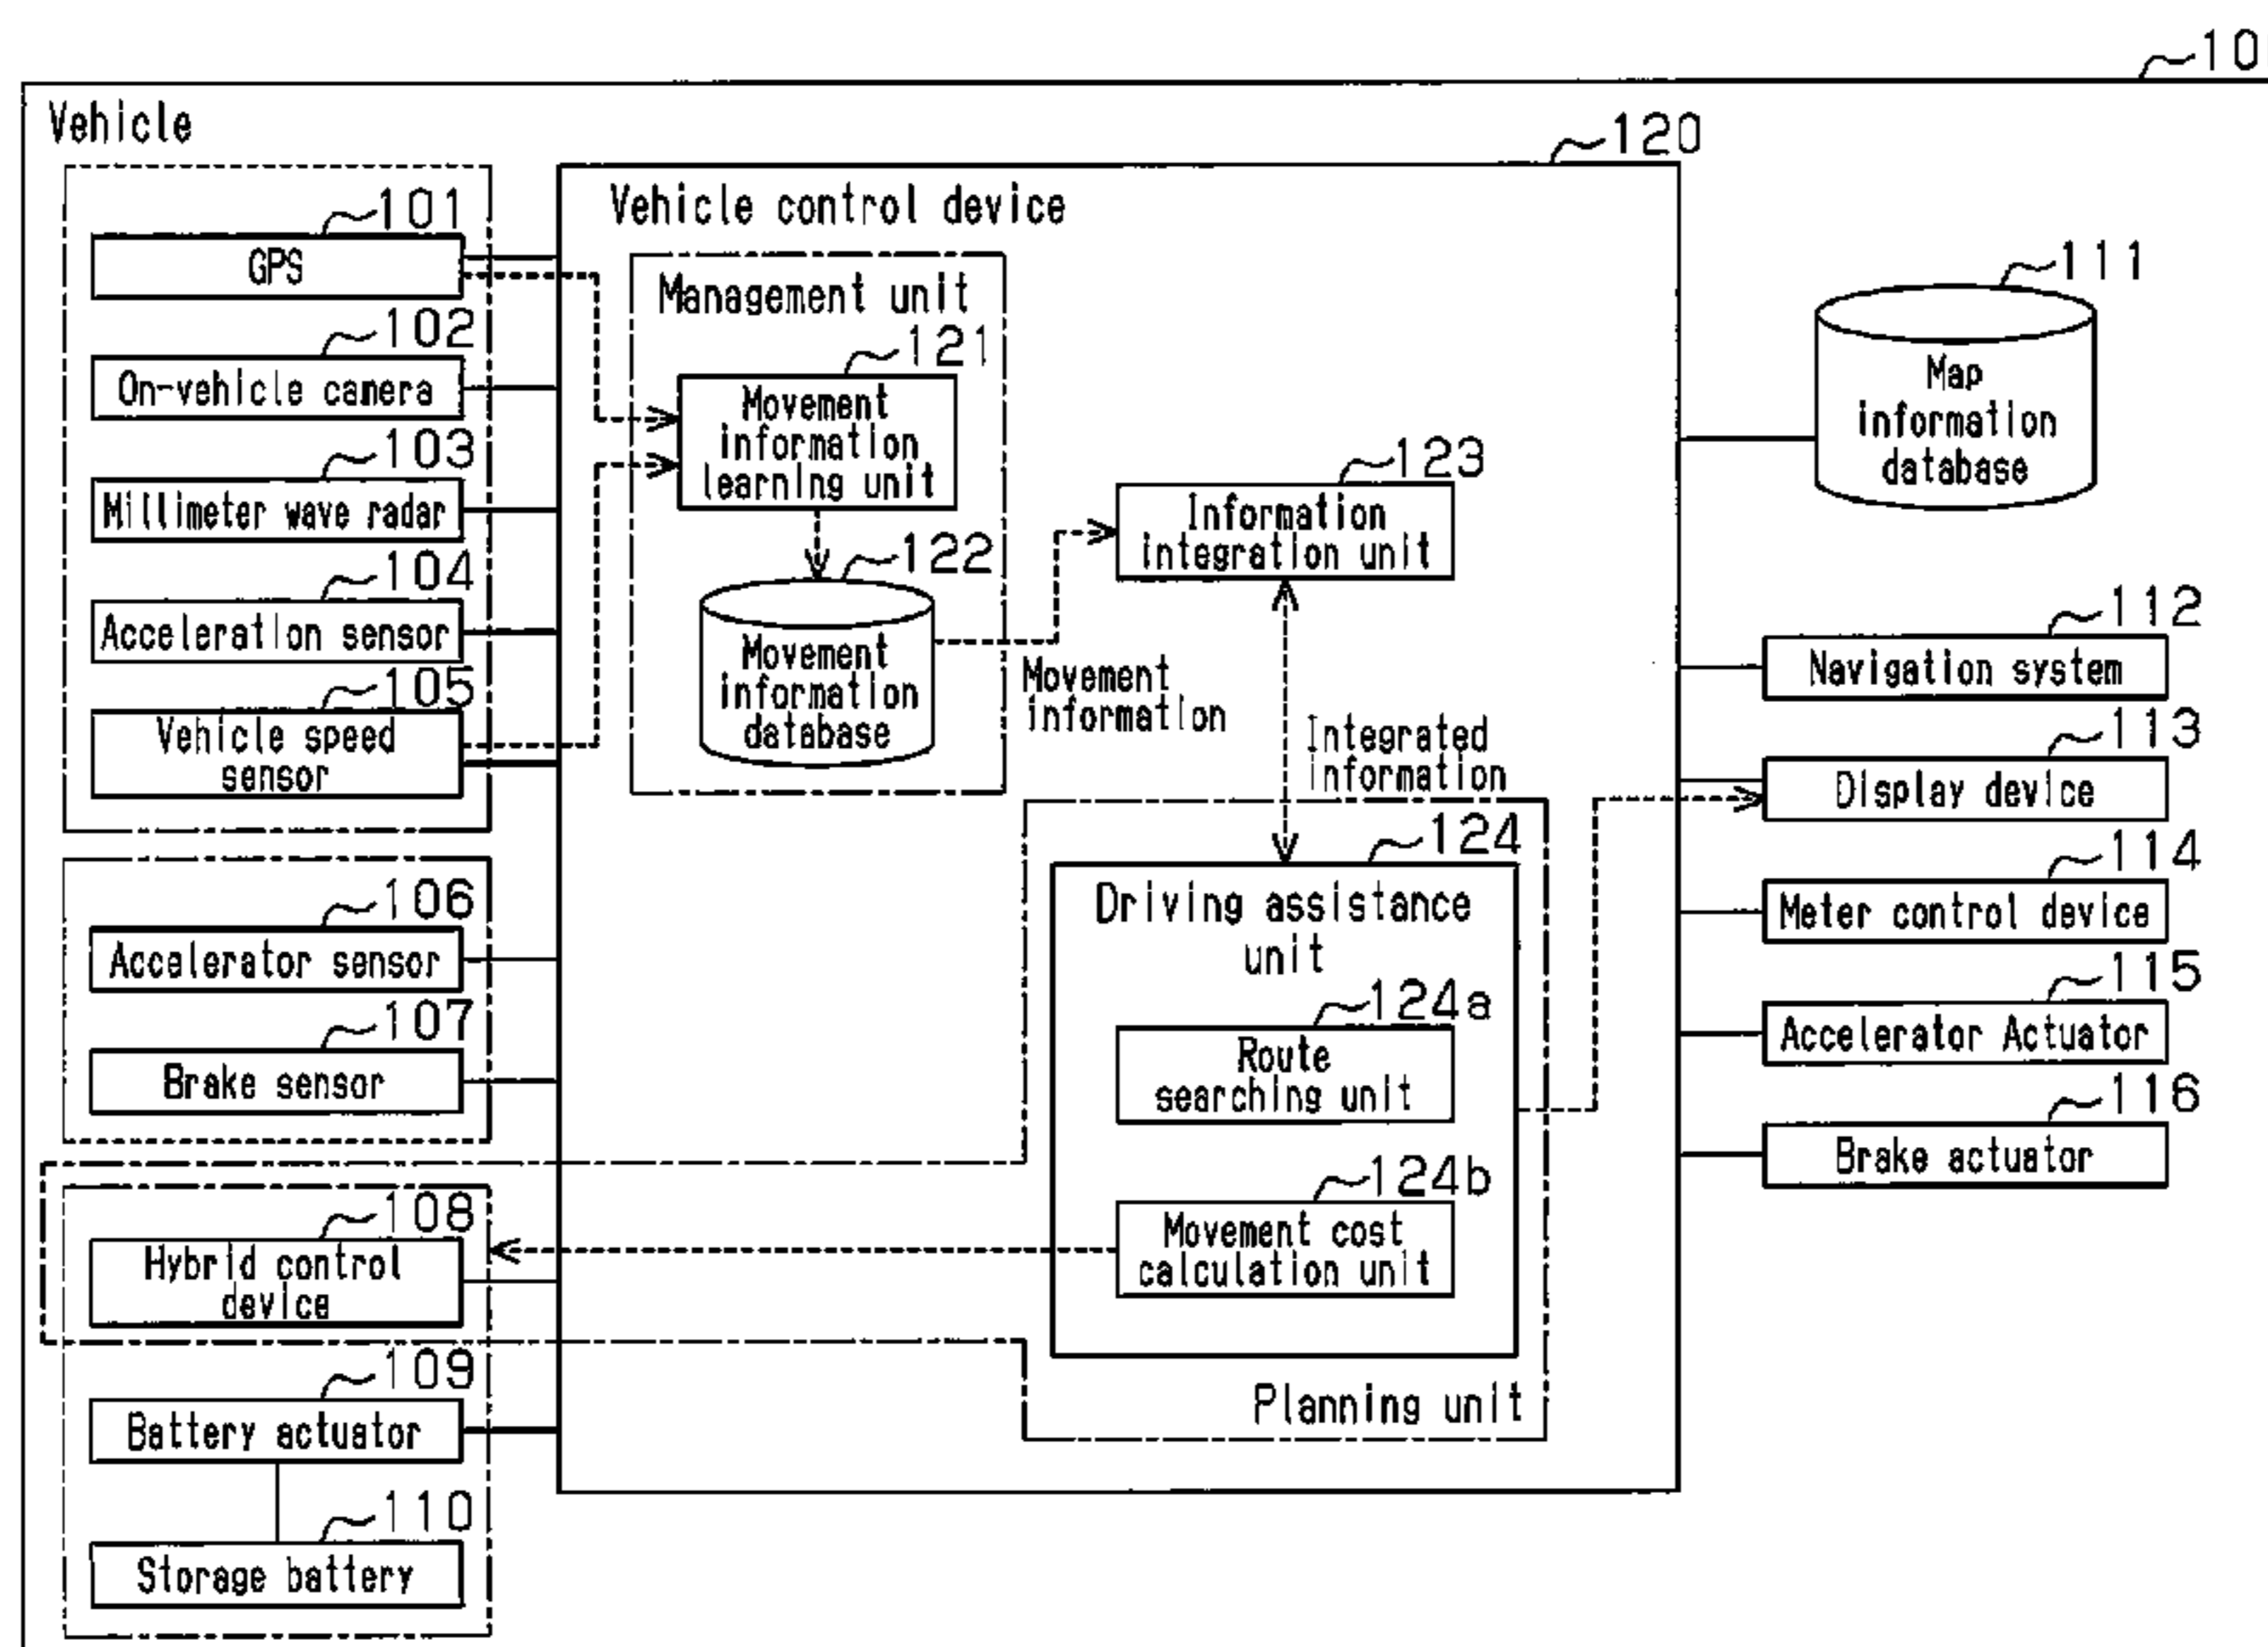 10
Vehicle
120
101
GPS
102
On-vehicle camera
103
Millimeter wave radar
104
Acceleration sensor
105
Vehicle speed
sensor
106
Accelerator sensor
107
Brake sensor
108
Hybrid control
device
109
Battery actuator
110
Storage battery
Vehicle control device
Management unit
121
Movement
information
learning unit
122
Movement
information
database
Movement
information
123
Information
integration unit
Integrated
information
124
Driving assistance
unit
124a
Route
searching unit
124b
Movement cost
calculation unit
Planning unit
111
Map
information
database
112
Navigation system
113
Display device
114
Meter control device
115
Accelerator Actuator
116
Brake actuator